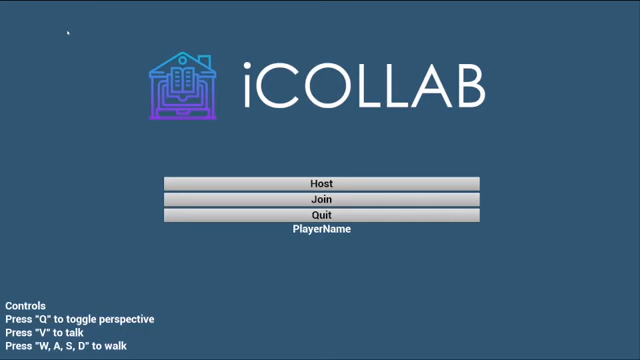 iCOLLAB
Host
Join
Quit
PlayerName
Controls
Press "Q" to toggle perspective
Press "V" to talk
Press "W, A, S, D" to walk